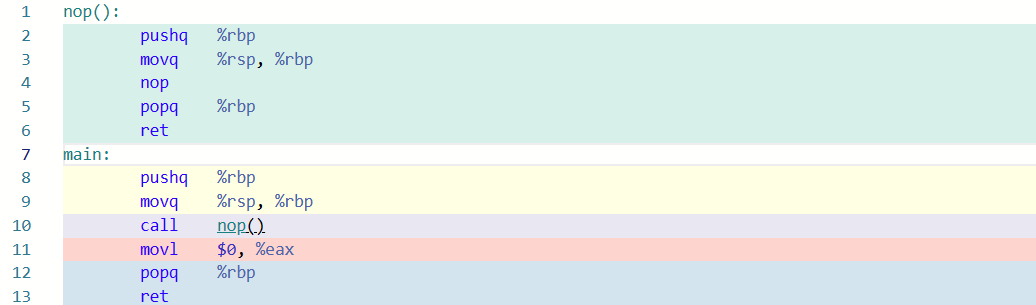 1 nop():
2 pushq %rbp
3 movq %rsp, %rbp
4 nop
5 popq %rbp
6 ret
7 main:
8 pushq %rbp
9 movq %rsp, %rbp
10 call nop()
11 movl $0, %eax
12 popq %rbp
13 ret